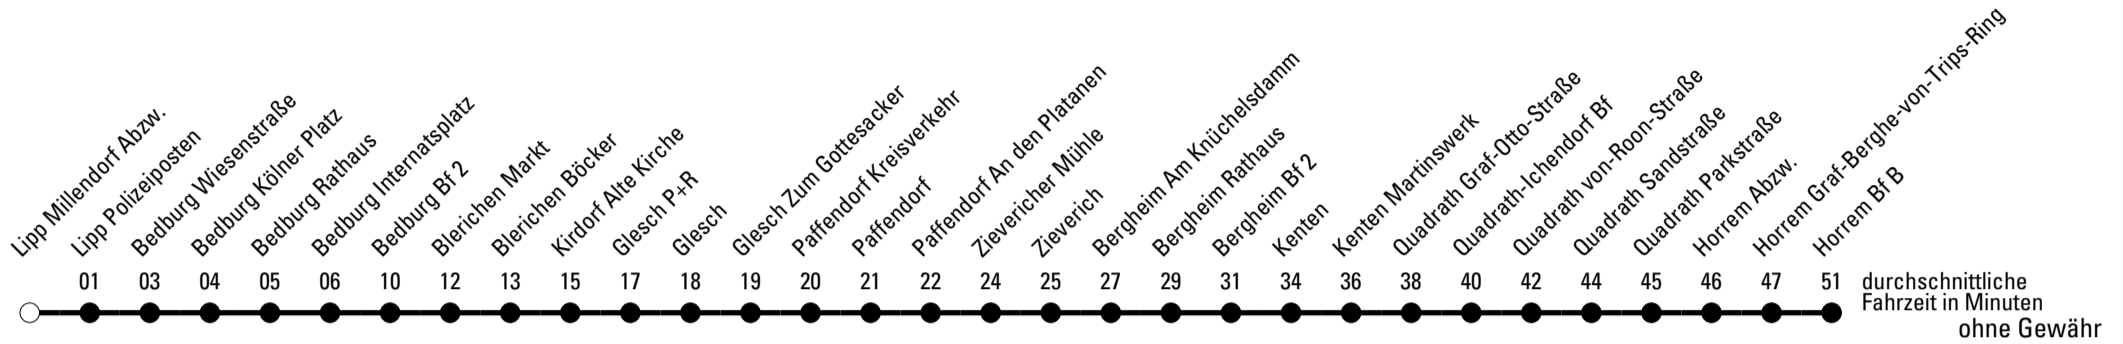 Lipp Millendorf Abzw.
Lipp Polizeiposten
Bedburg Wiesenstraße
Bedburg Kölner Platz
Bedburg Rathaus
Bedburg Internatsplatz
Bedburg Bf 2
Blerichen Markt
Blerichen Böcker
Kirdorf Alte Kirche
Glesch P+R
Glesch
Glesch Zum Gottesacker
Paffendorf Kreisverkehr
Paffendorf
Paffendorf An den Platanen
Zievericher Mühle
Zieverich
Bergheim Am Knüchelsdamm
Bergheim Rathaus
Bergheim Bf 2
Kenten
Kenten Martinswerk
Quadrath Graf-Otto-Straße
Quadrath-Ichendorf Bf
Quadrath von-Roon-Straße
Quadrath Sandstraße
Quadrath Parkstraße
Horrem Abzw.
Horrem Graf-Berghe-von-Trips-Ring
Horrem Bf B
01 03 04 05 06 10 12 13 15 17 18 19 20 21 22 24 25 27 29 31 34 36 38 40 42 44 45 46 47 51
durchschnittliche
Fahrzeit in Minuten
ohne Gewähr